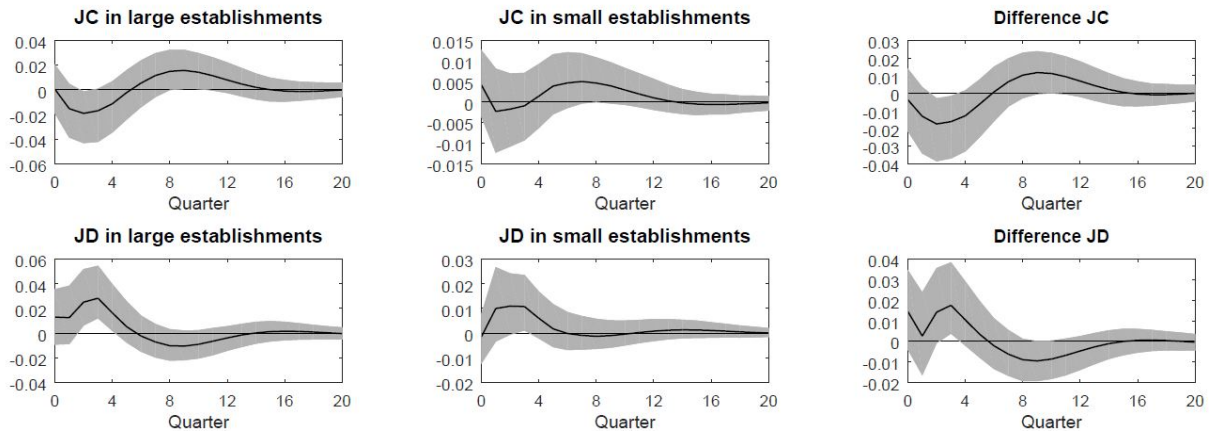 JC in large establishments
0.04
0.02
0
-0.02
-0.04
-0.06
0 4 8 12 16 20
Quarter
JC in small establishments
0.015
0.01
0.005
0
-0.005
-0.01
-0.015
0 4 8 12 16 20
Quarter
Difference JC
0.03
0.02
0.01
0
-0.01
-0.02
-0.03
-0.04
0 4 8 12 16 20
Quarter
JD in large establishments
0.06
0.04
0.02
0
-0.02
-0.04
0 4 8 12 16 20
Quarter
JD in small establishments
0.03
0.02
0.01
0
-0.01
-0.02
0 4 8 12 16 20
Quarter
Difference JD
0.04
0.03
0.02
0.01
0
-0.01
-0.02
0 4 8 12 16 20
Quarter